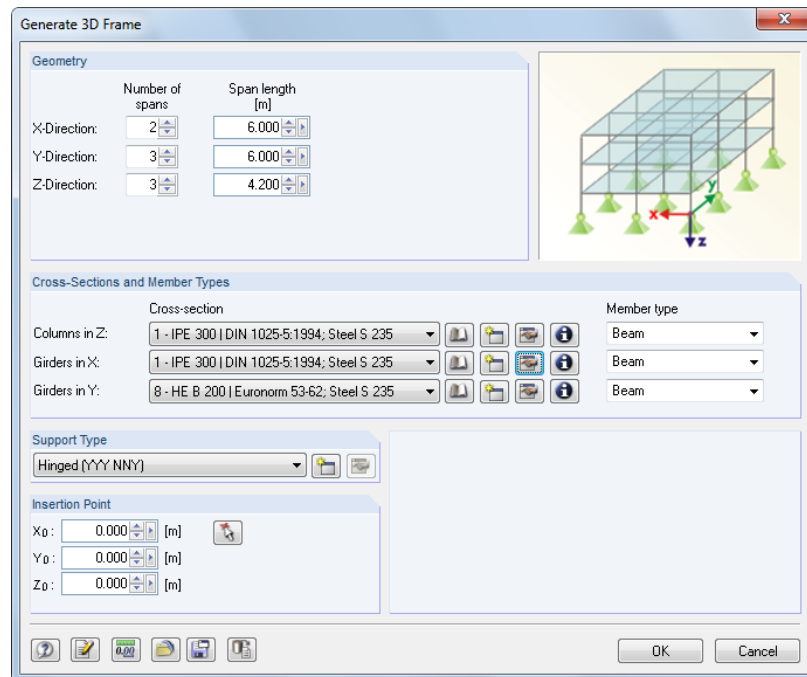 Generate 3D Frame
Geometry
Number of spans
Span length [m]
X-Direction: 2 6.000
Y-Direction: 3 6.000
Z-Direction: 3 4.200
x y z
Cross-Sections and Member Types
Cross-section Member type
Columns in Z: 1 - IPE 300 | DIN 1025-5:1994; Steel S 235 Beam
Girders in X: 1 - IPE 300 | DIN 1025-5:1994; Steel S 235 Beam
Girders in Y: 8 - HE B 200 | Euronorm 53-62; Steel S 235 Beam
Support Type
Hinged (YYY NNY)
Insertion Point
X0 : 0.000 [m]
Y0 : 0.000 [m]
Z0 : 0.000 [m]
0.00 OK Cancel